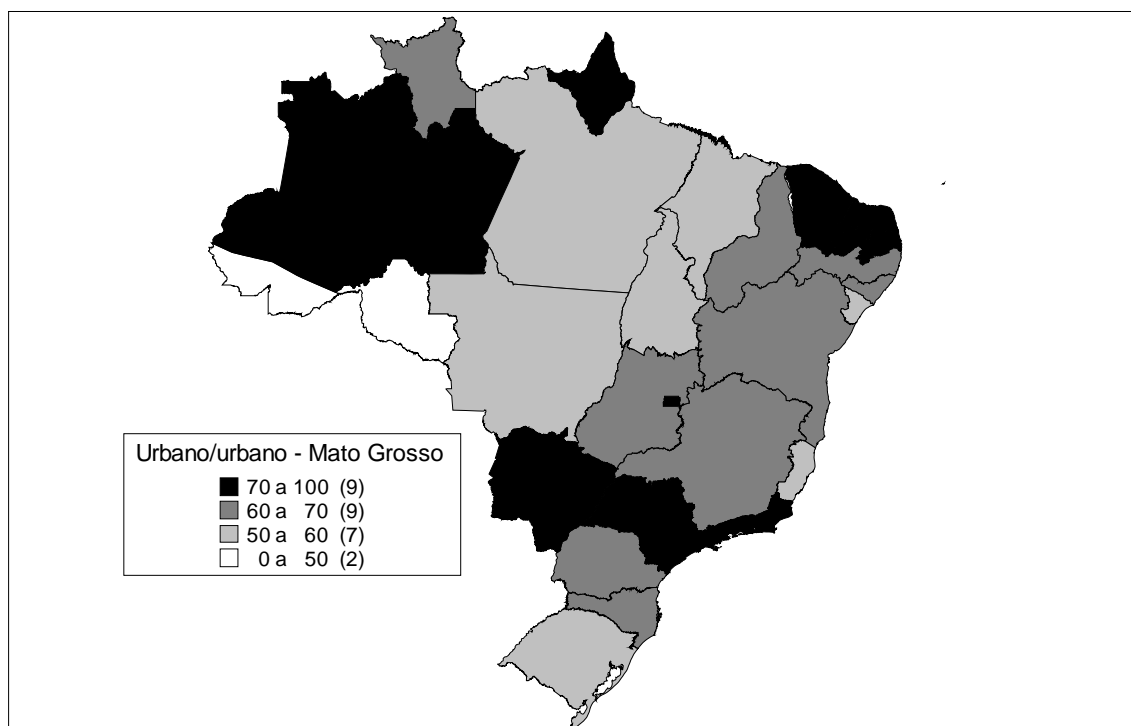 Urbano/urbano - Mato Grosso
70 a 100 (9)
60 a 70 (9)
50 a 60 (7)
0 a 50 (2)